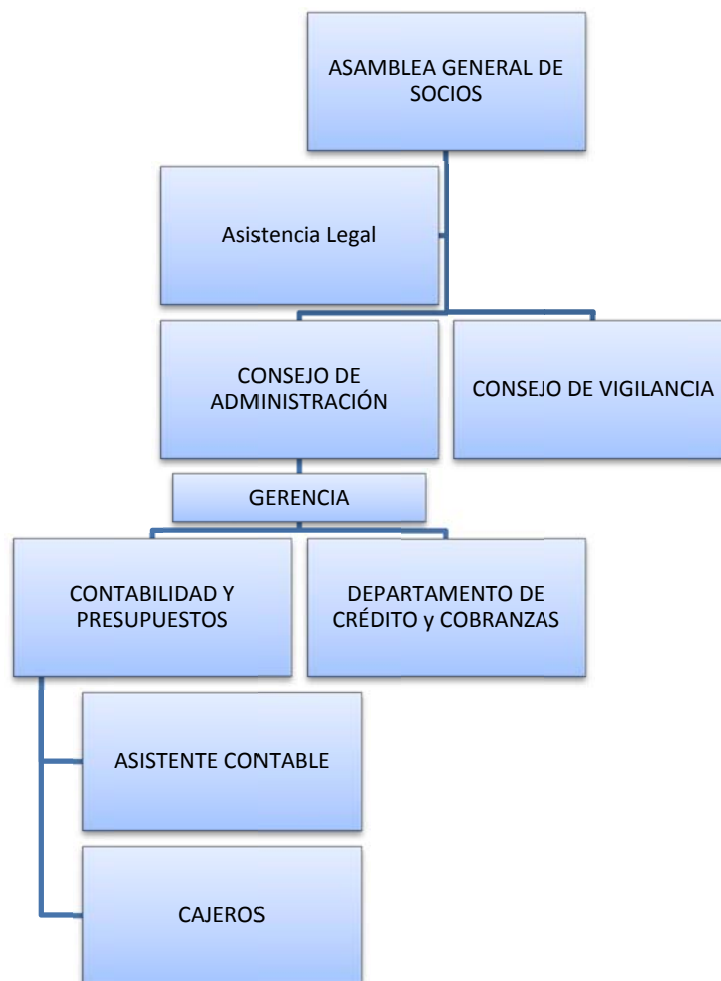 ASAMBLEA GENERAL DE
SOCIOS
Asistencia Legal
CONSEJO DE
ADMINISTRACIÓN
CONSEJO DE VIGILANCIA
GERENCIA
CONTABILIDAD Y
PRESUPUESTOS
DEPARTAMENTO DE
CRÉDITO y COBRANZAS
ASISTENTE CONTABLE
CAJEROS